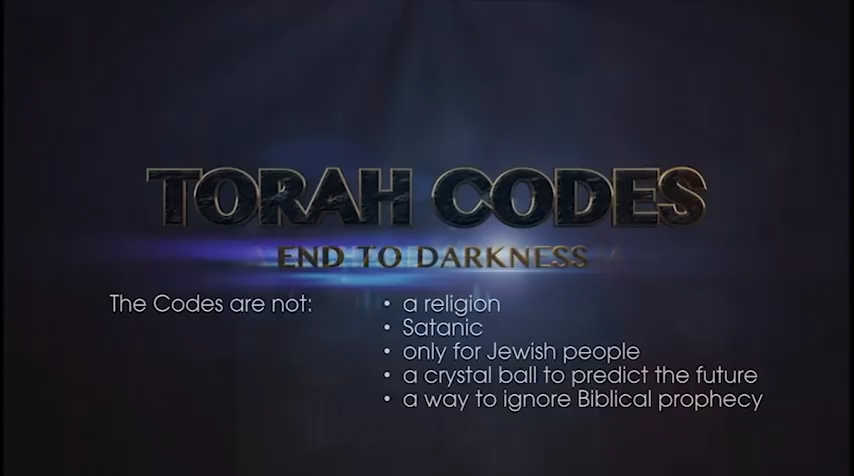 TORAH CODES
END TO DARKNESS
The Codes are not: • a religion
• Satanic
• only for Jewish people
• a crystal ball to predict the future
• a way to ignore Biblical prophecy